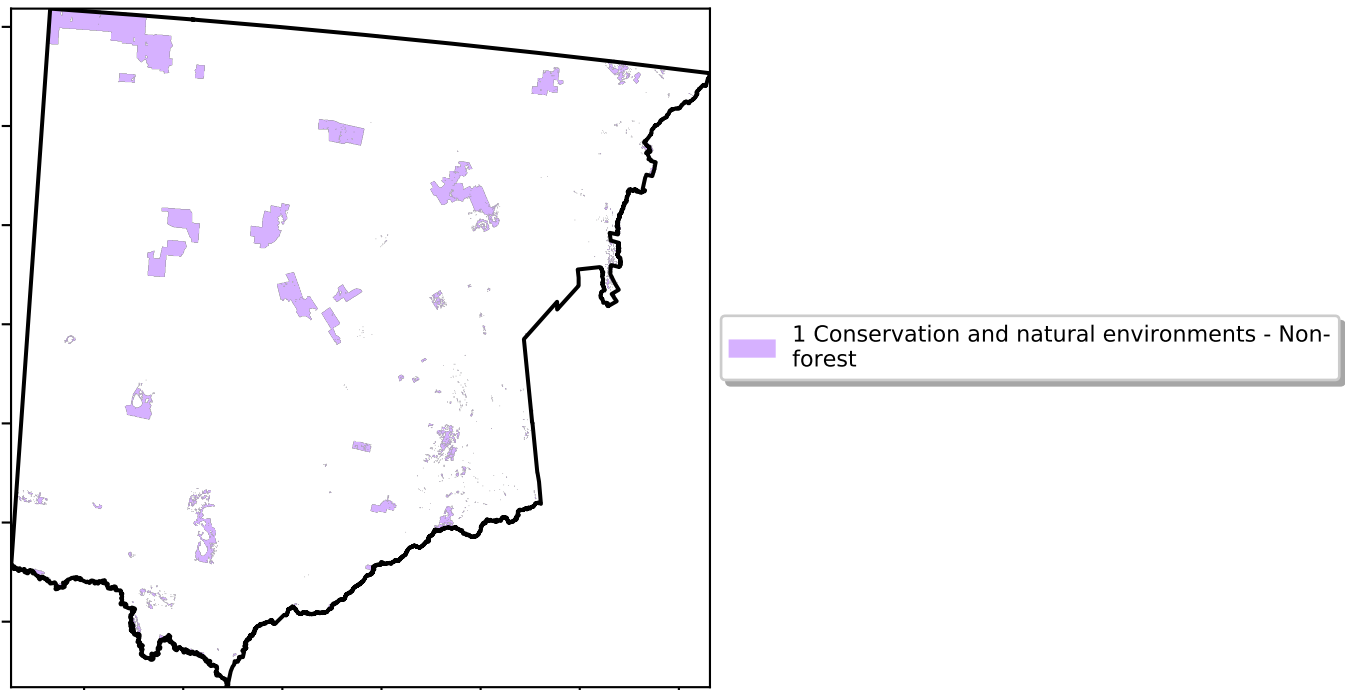 1 Conservation and natural environments - Non-
forest